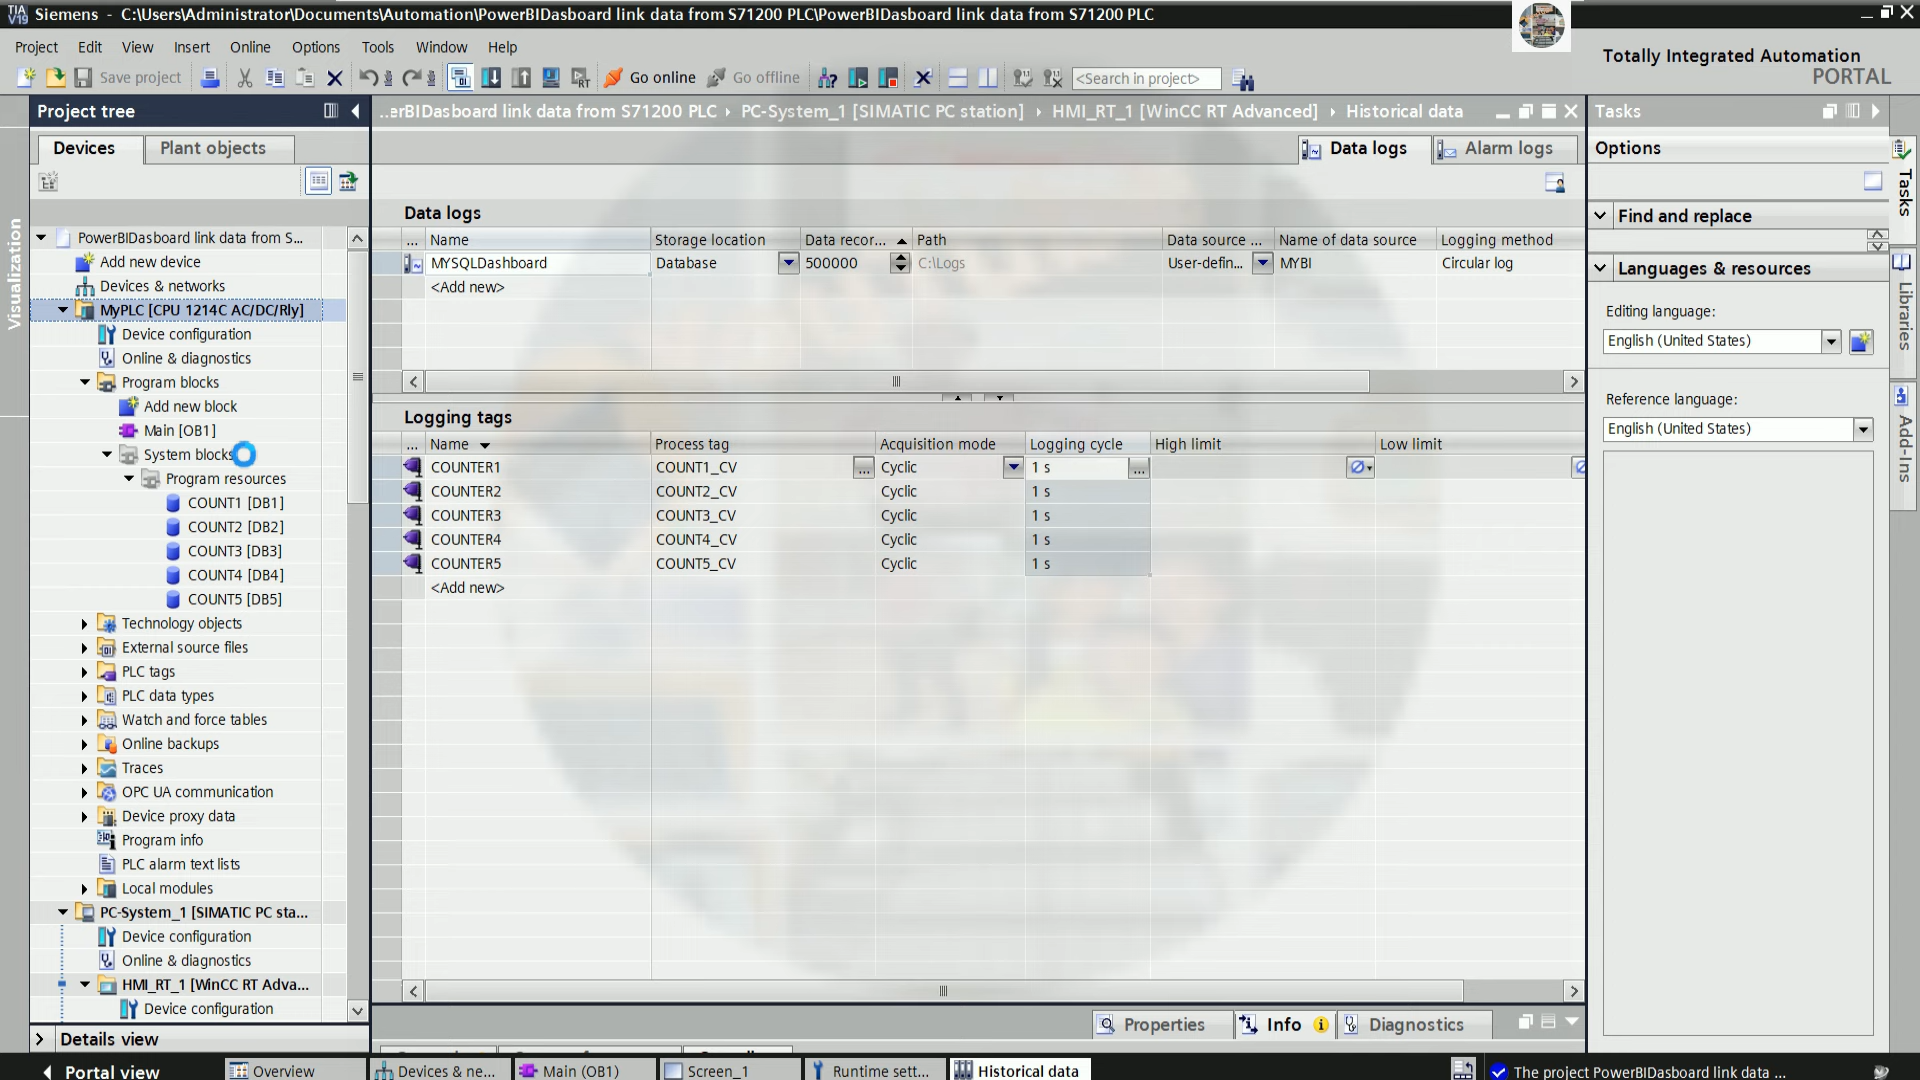 TIA
V19
Siemens - C:\Users\Administrator\Documents\Automation\PowerBIDasboard link data from S71200 PLC\PowerBIDasboard link data from S71200 PLC
Project Edit View Insert Online Options Tools Window Help
Totally Integrated Automation
PORTAL
Save project
Go online
Go offline
<Search in project>
Project tree
..erBIDasboard link data from S71200 PLC › PC-System_1 [SIMATIC PC station] › HMI_RT_1 [WinCC RT Advanced] › Historical data
Tasks
Devices
Plant objects
Data logs
Alarm logs
Options
Visualization
Tasks
Libraries
Add-Ins
PowerBIDasboard link data from S...
Add new device
Devices & networks
MyPLC [CPU 1214C AC/DC/Rly]
Device configuration
Online & diagnostics
Program blocks
Add new block
Main [OB1]
System blocks
Program resources
COUNT1 [DB1]
COUNT2 [DB2]
COUNT3 [DB3]
COUNT4 [DB4]
COUNT5 [DB5]
Technology objects
External source files
PLC tags
PLC data types
Watch and force tables
Online backups
Traces
OPC UA communication
Device proxy data
Program info
PLC alarm text lists
Local modules
PC-System_1 [SIMATIC PC sta...
Device configuration
Online & diagnostics
HMI_RT_1 [WinCC RT Adva...
Device configuration
Details view
Data logs
... Name Storage location Data recor... Path Data source ... Name of data source Logging method
MYSQLDashboard Database 500000 C:\Logs User-defin... MYBI Circular log
<Add new>
Logging tags
... Name Process tag Acquisition mode Logging cycle High limit Low limit
COUNTER1 COUNT1_CV ... Cyclic 1 s ...
COUNTER2 COUNT2_CV Cyclic 1 s
COUNTER3 COUNT3_CV Cyclic 1 s
COUNTER4 COUNT4_CV Cyclic 1 s
COUNTER5 COUNT5_CV Cyclic 1 s
<Add new>
Find and replace
Languages & resources
Editing language:
English (United States)
Reference language:
English (United States)
Properties
Info
Diagnostics
Portal view
Overview
Devices & ne...
Main (OB1)
Screen_1
Runtime sett...
Historical data
The project PowerBIDasboard link data ...